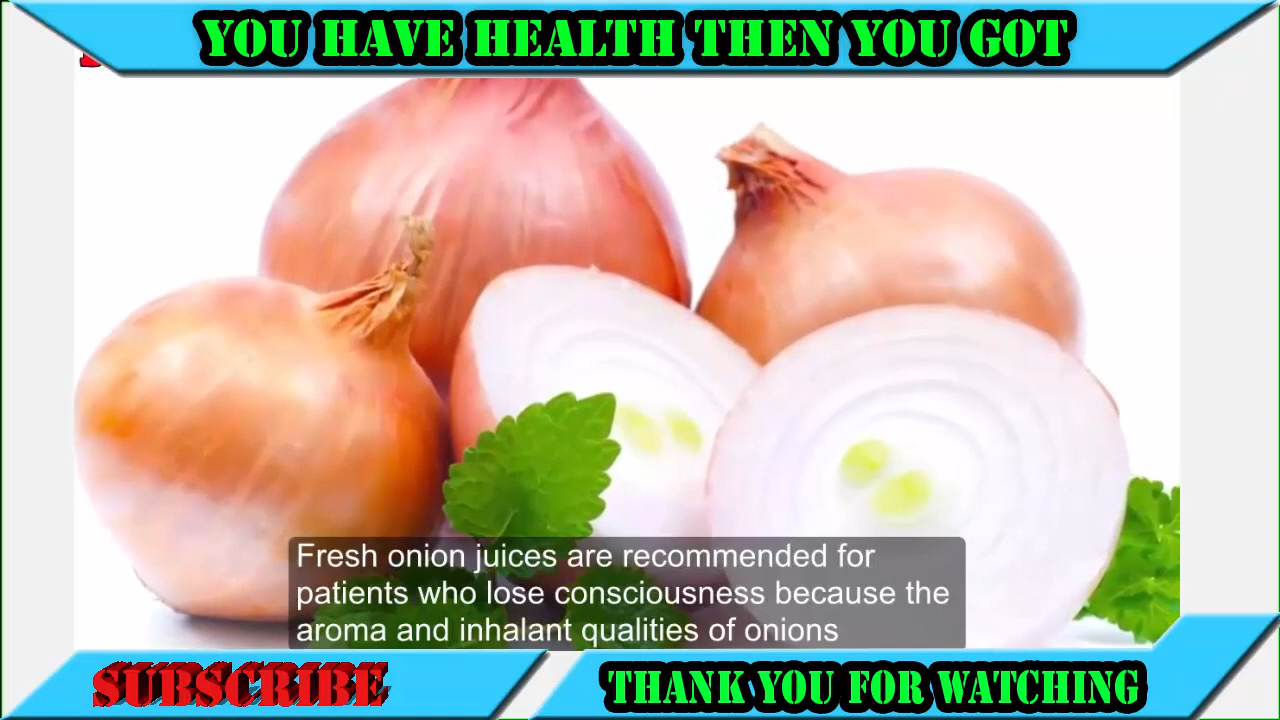 YOU HAVE HEALTH THEN YOU GOT
Fresh onion juices are recommended for
patients who lose consciousness because the
aroma and inhalant qualities of onions
SUBSCRIBE
THANK YOU FOR WATCHING